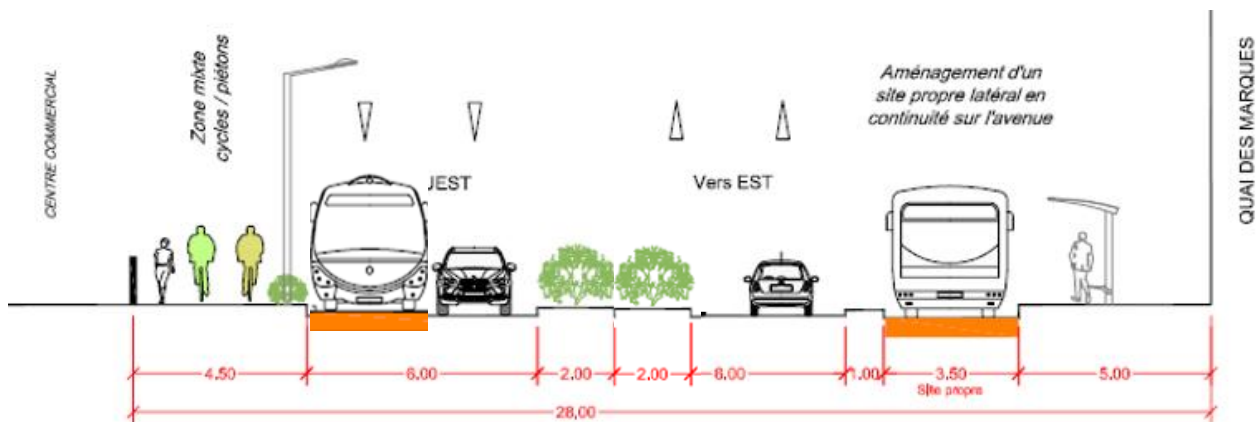 CENTRE COMMERCIAL
Zone mixte
cycles / piétons
JEST
Vers EST
Aménagement d'un
site propre latéral en
continuité sur l'avenue
QUAI DES MARQUES
4.50
6.00
2.00
2.00
1.00
3.50
Site propre
5.00
28,00